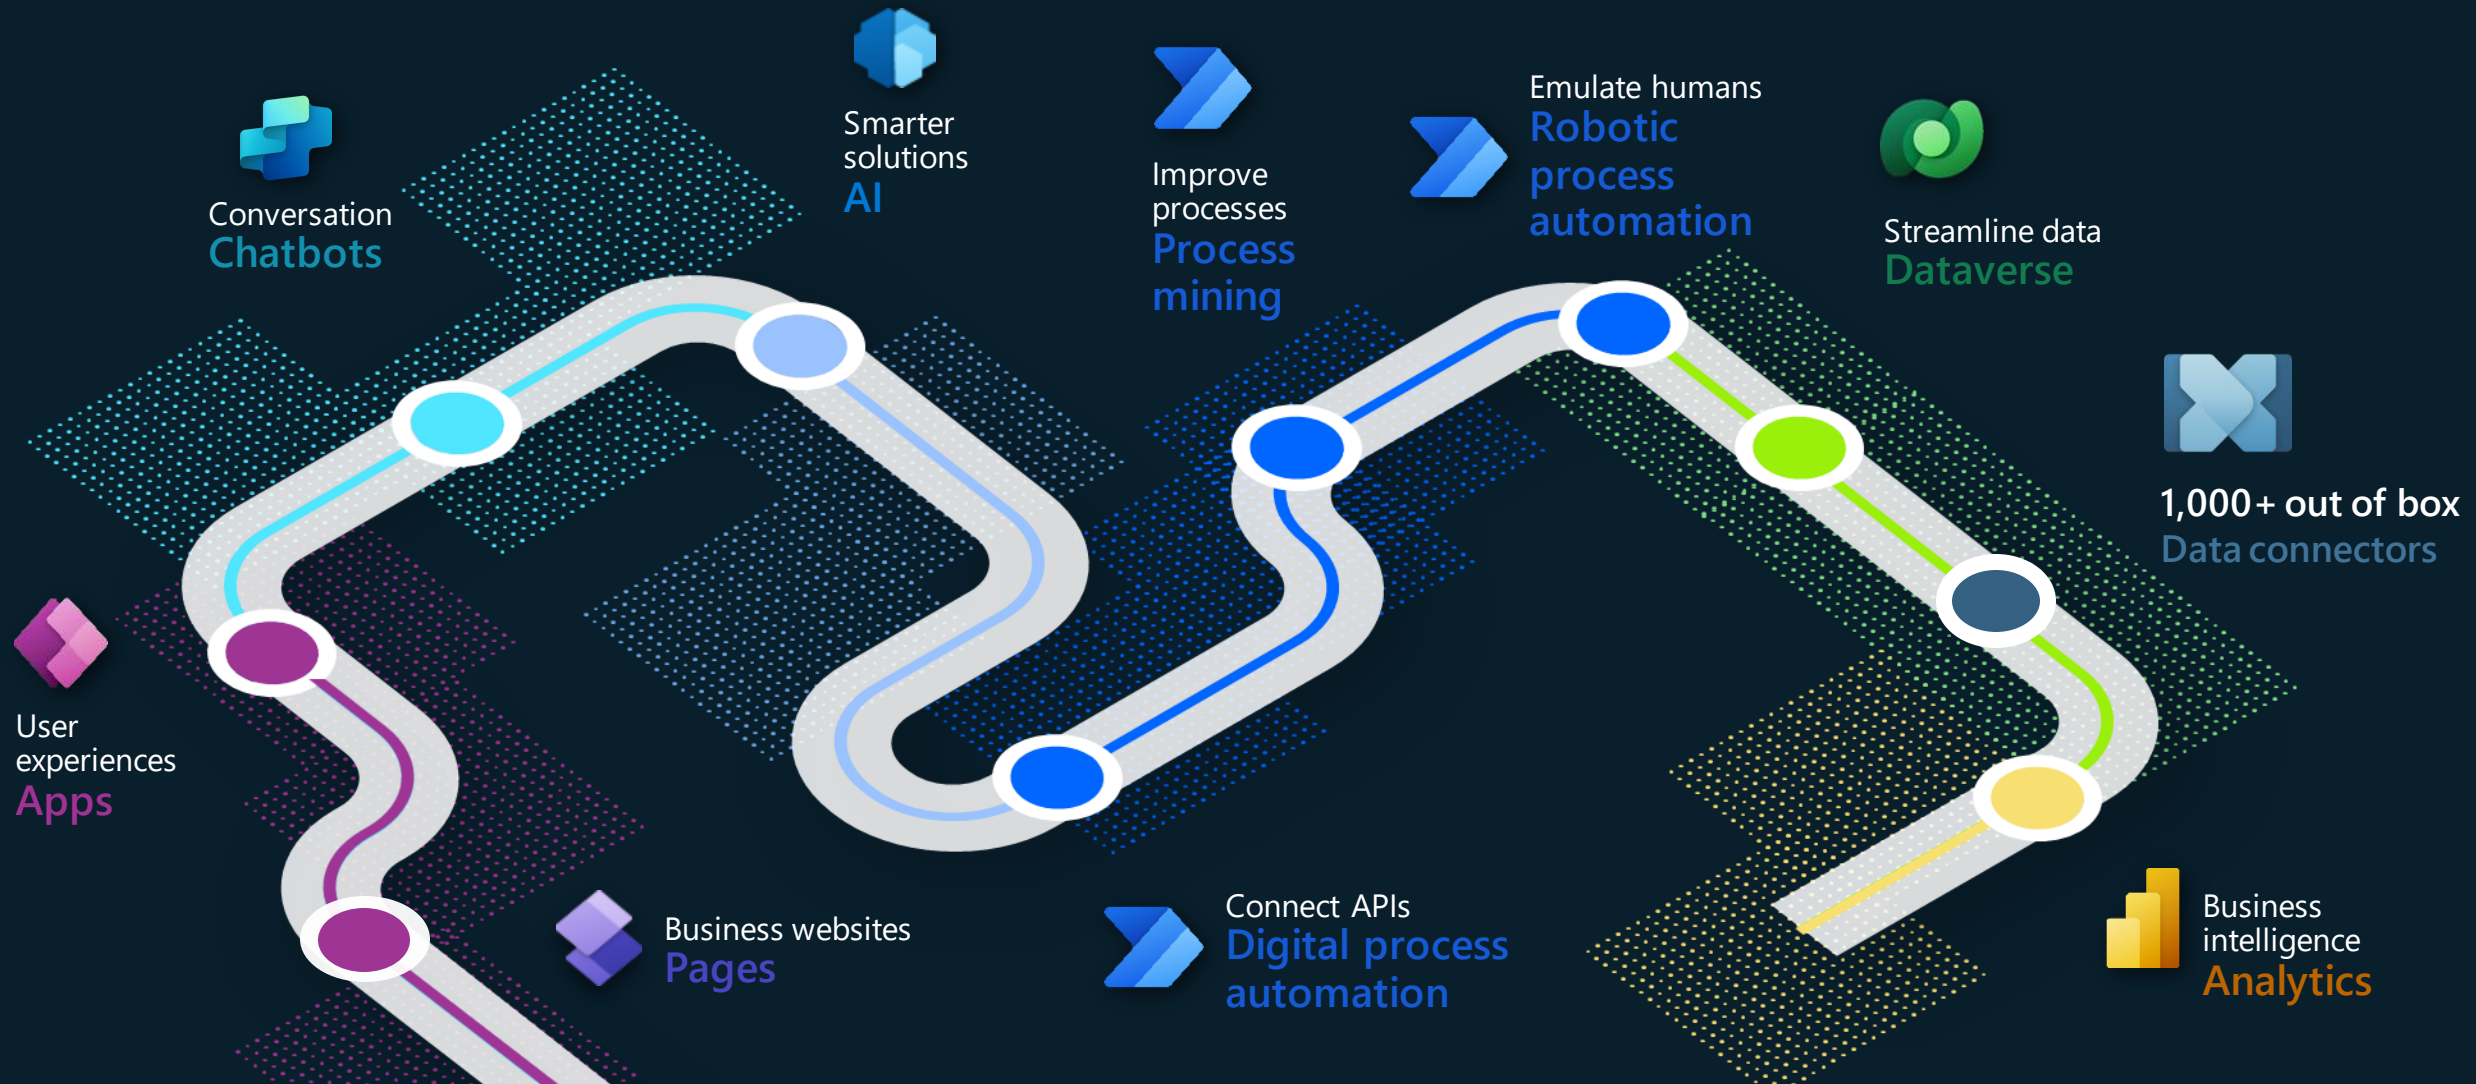 Conversation
Chatbots
Smarter
solutions
AI
Improve
processes
Process
mining
Emulate humans
Robotic
process
automation
Streamline data
Dataverse
1,000+ out of box
Data connectors
User
experiences
Apps
Business websites
Pages
Connect APIs
Digital process
automation
Business
intelligence
Analytics